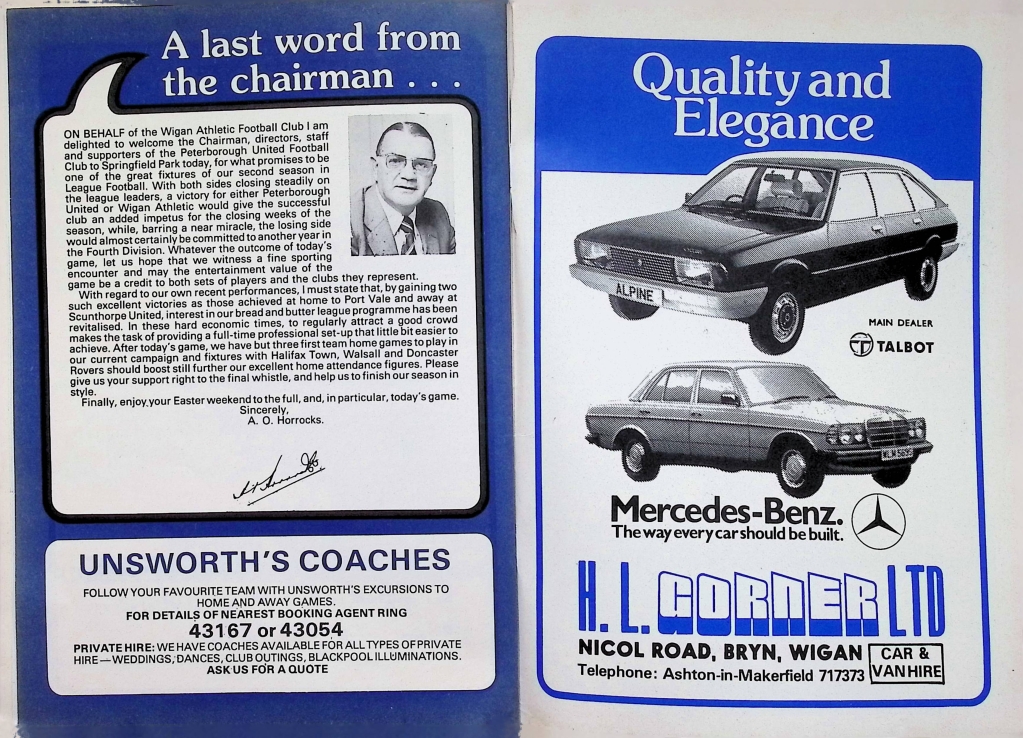 A last word from
the chairman . . .
ON BEHALF of the Wigan Athletic Football Club I am
delighted to welcome the Chairman, directors, staff
and supporters of the Peterborough United Football
Club to Springfield Park today, for what promises to be
one of the great fixtures of our second season in
League Football. With both sides closing steadily on
the league leaders, a victory for either Peterborough
United or Wigan Athletic would give the successful
club an added impetus for the closing weeks of the
season, while, barring a near miracle, the losing side
would almost certainly be committed to another year in
the Fourth Division. Whatever the outcome of today's
game, let us hope that we witness a fine sporting
encounter and may the entertainment value of the
game be a credit to both sets of players and the clubs they represent.
With regard to our own recent performances, I must state that, by gaining two
such excellent victories as those achieved at home to Port Vale and away at
Scunthorpe United, interest in our bread and butter league programme has been
revitalised. In these hard economic times, to regularly attract a good crowd
makes the task of providing a full-time professional set-up that little bit easier to
achieve. After today's game, we have but three first team home games to play in
our current campaign and fixtures with Halifax Town, Walsall and Doncaster
Rovers should boost still further our excellent home attendance figures. Please
give us your support right to the final whistle, and help us to finish our season in
style.
Finally, enjoy your Easter weekend to the full, and, in particular, today's game.
Sincerely,
A. O. Horrocks.
UNSWORTH'S COACHES
FOLLOW YOUR FAVOURITE TEAM WITH UNSWORTH'S EXCURSIONS TO
HOME AND AWAY GAMES.
FOR DETAILS OF NEAREST BOOKING AGENT RING
43167 or 43054
PRIVATE HIRE: WE HAVE COACHES AVAILABLE FOR ALL TYPES OF PRIVATE
HIRE—WEDDINGS, DANCES, CLUB OUTINGS, BLACKPOOL ILLUMINATIONS.
ASK US FOR A QUOTE
Quality and
Elegance
ALPINE
MAIN DEALER
TALBOT
Mercedes-Benz.
The way every car should be built.
H. L. CORNER LTD
NICOL ROAD, BRYN, WIGAN
Telephone: Ashton-in-Makerfield 717373
CAR &
VAN HIRE